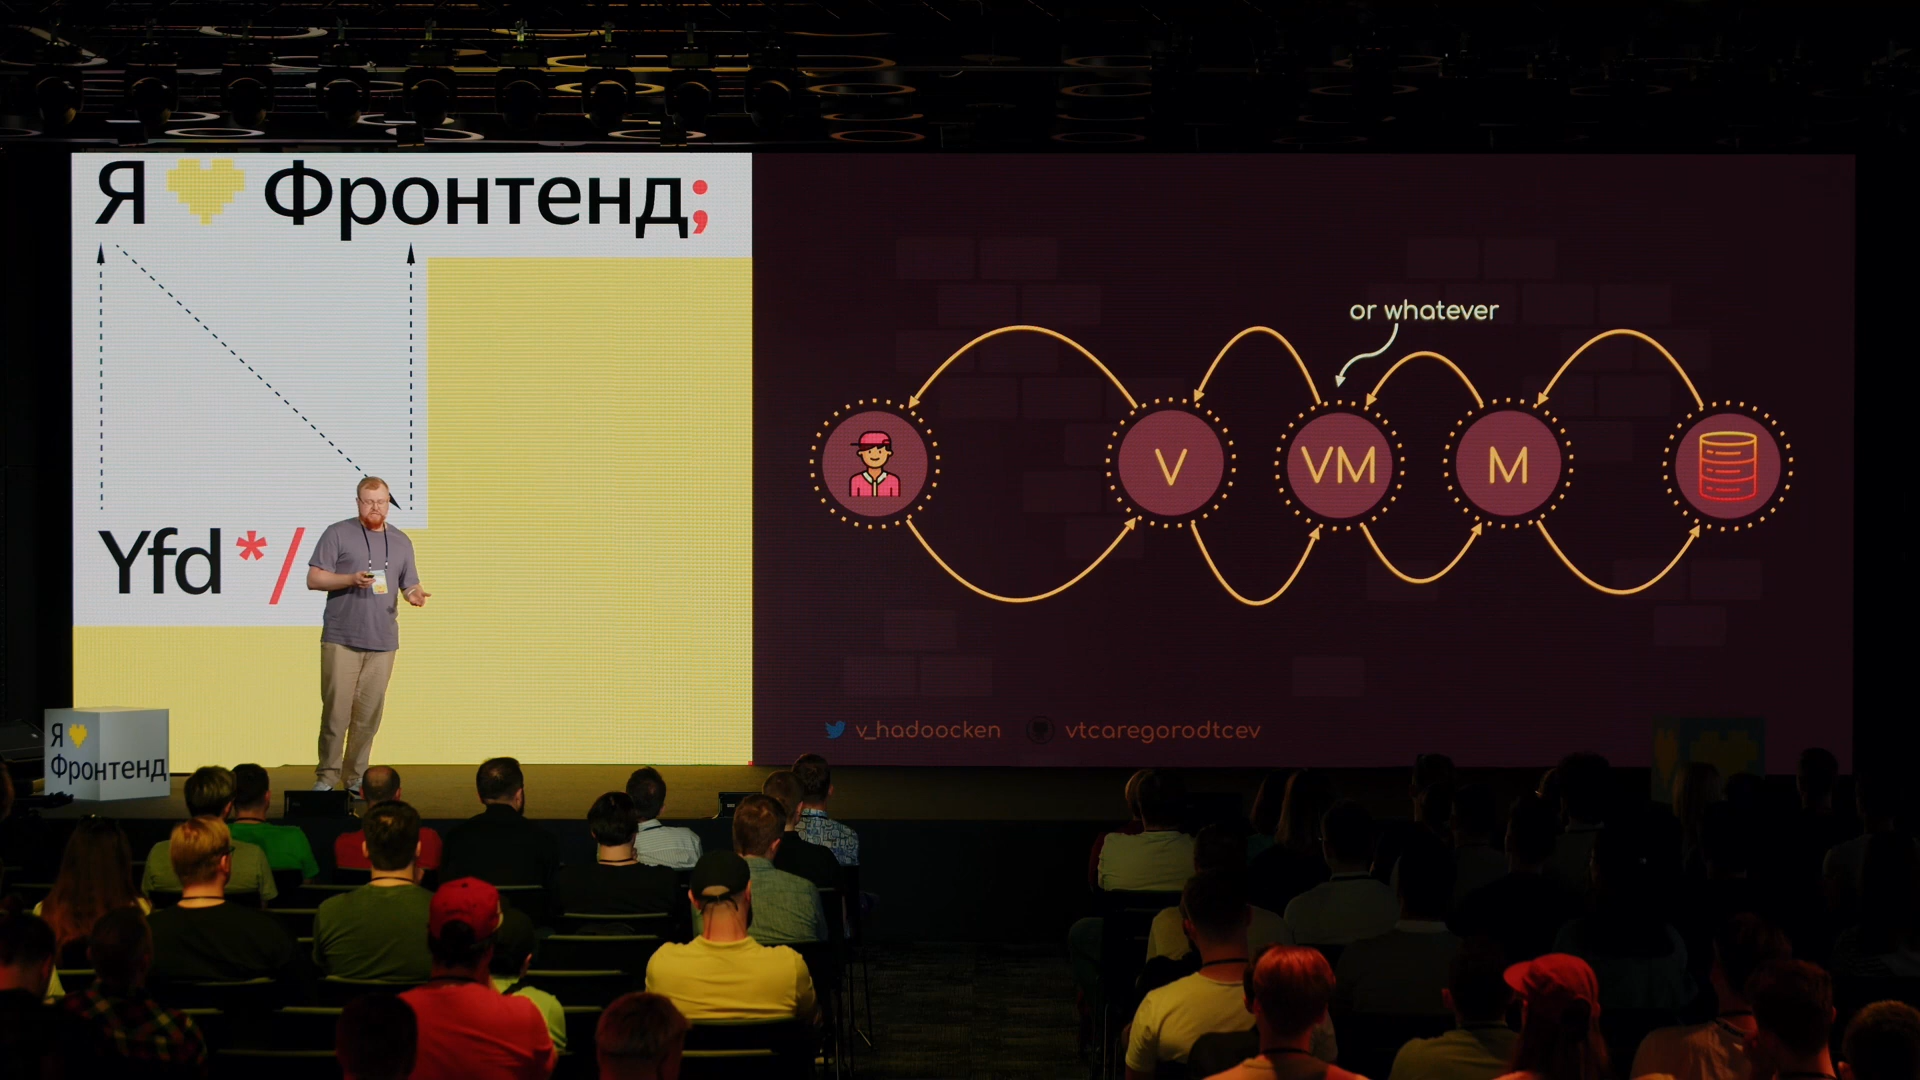 Я 💛 Фронтенд;
Yfd*/
or whatever
V VM M
v_hadoocken vtcaregorodtcev
Я 💛
Фронтенд